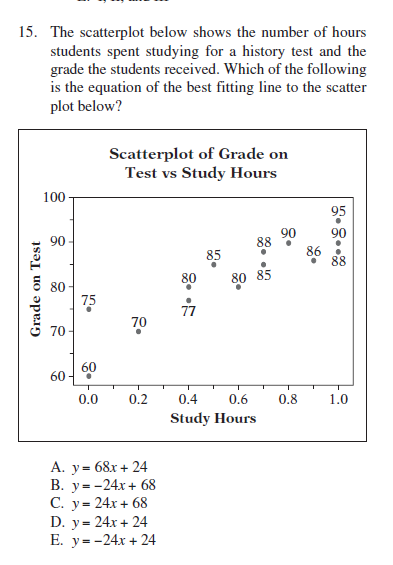 15. The scatterplot below shows the number of hours
students spent studying for a history test and the
grade the students received. Which of the following
is the equation of the best fitting line to the scatter
plot below?
Scatterplot of Grade on
Test vs Study Hours
100
95
90
90
90
88
86
88
85
85
80
80
80
77
75
70
70
60
60
Grade on Test
0.0 0.2 0.4 0.6 0.8 1.0
Study Hours
A. y = 68x + 24
B. y = −24x + 68
C. y = 24x + 68
D. y = 24x + 24
E. y = −24x + 24